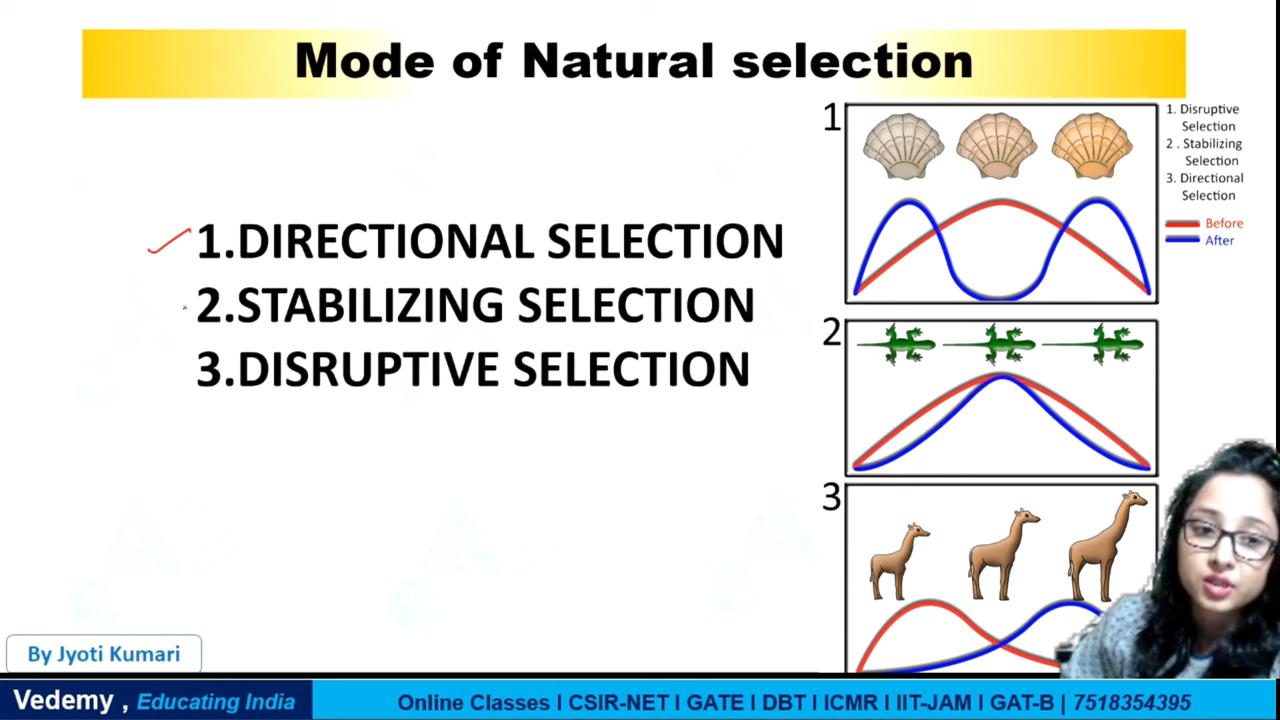 Mode of Natural selection
1.DIRECTIONAL SELECTION
2.STABILIZING SELECTION
3.DISRUPTIVE SELECTION
1
1. Disruptive
Selection
2 . Stabilizing
Selection
3. Directional
Selection
Before
After
2
3
By Jyoti Kumari
Vedemy , Educating India
Online Classes I CSIR-NET I GATE I DBT I ICMR I IIT-JAM I GAT-B | 7518354395